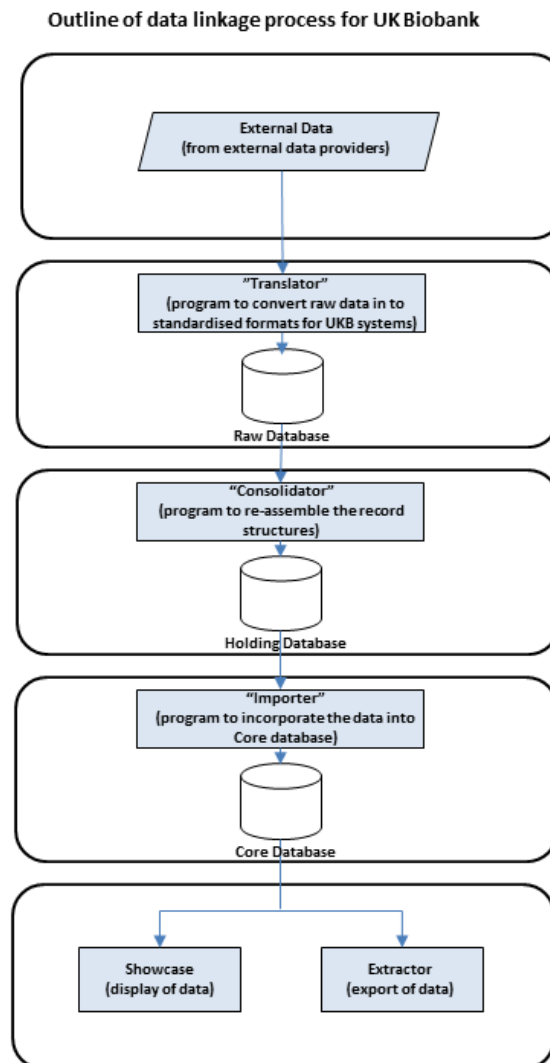 Outline of data linkage process for UK Biobank
External Data
(from external data providers)
”Translator”
(program to convert raw data in to
standardised formats for UKB systems)
Raw Database
“Consolidator”
(program to re-assemble the record
structures)
Holding Database
“Importer”
(program to incorporate the data into
Core database)
Core Database
Showcase
(display of data)
Extractor
(export of data)